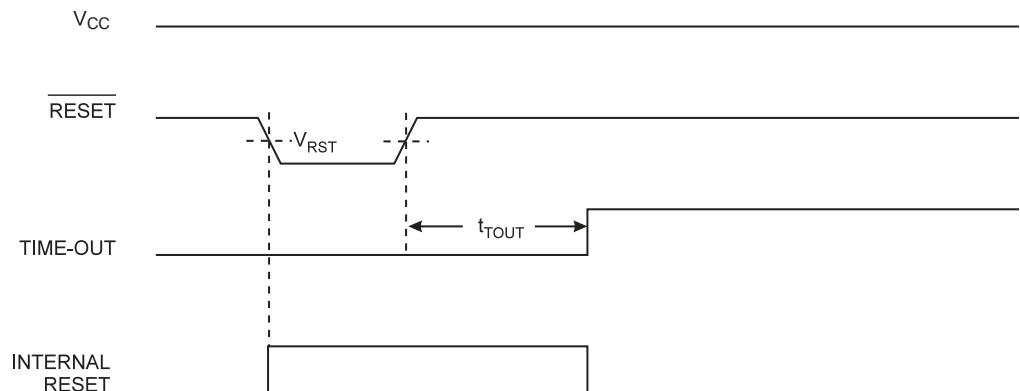 VCC
RESET
VRST
tTOUT
TIME-OUT
INTERNAL
RESET